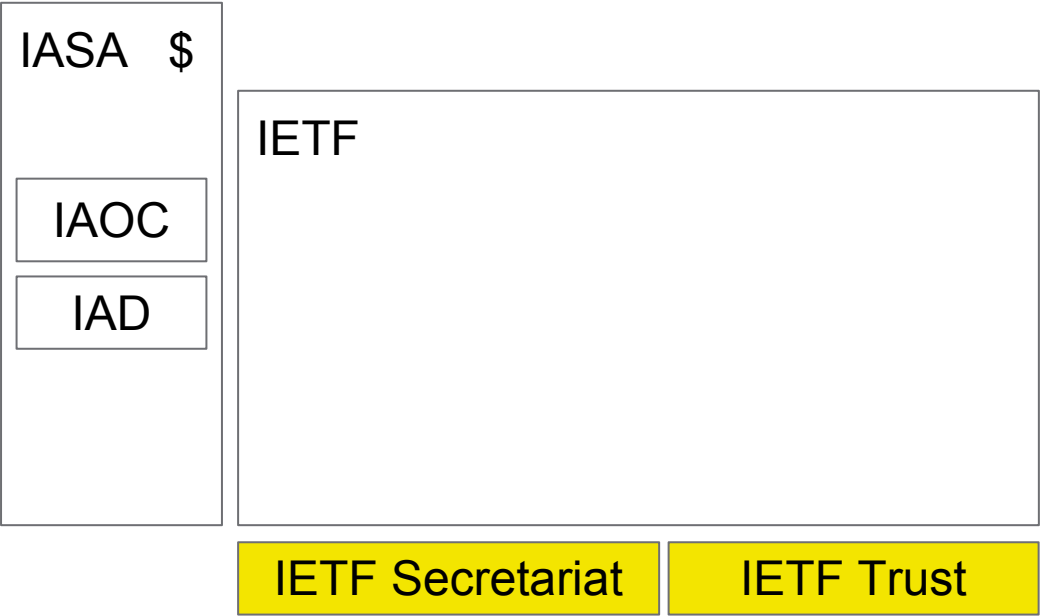 IASA $
IETF
IAOC
IAD
IETF Secretariat
IETF Trust